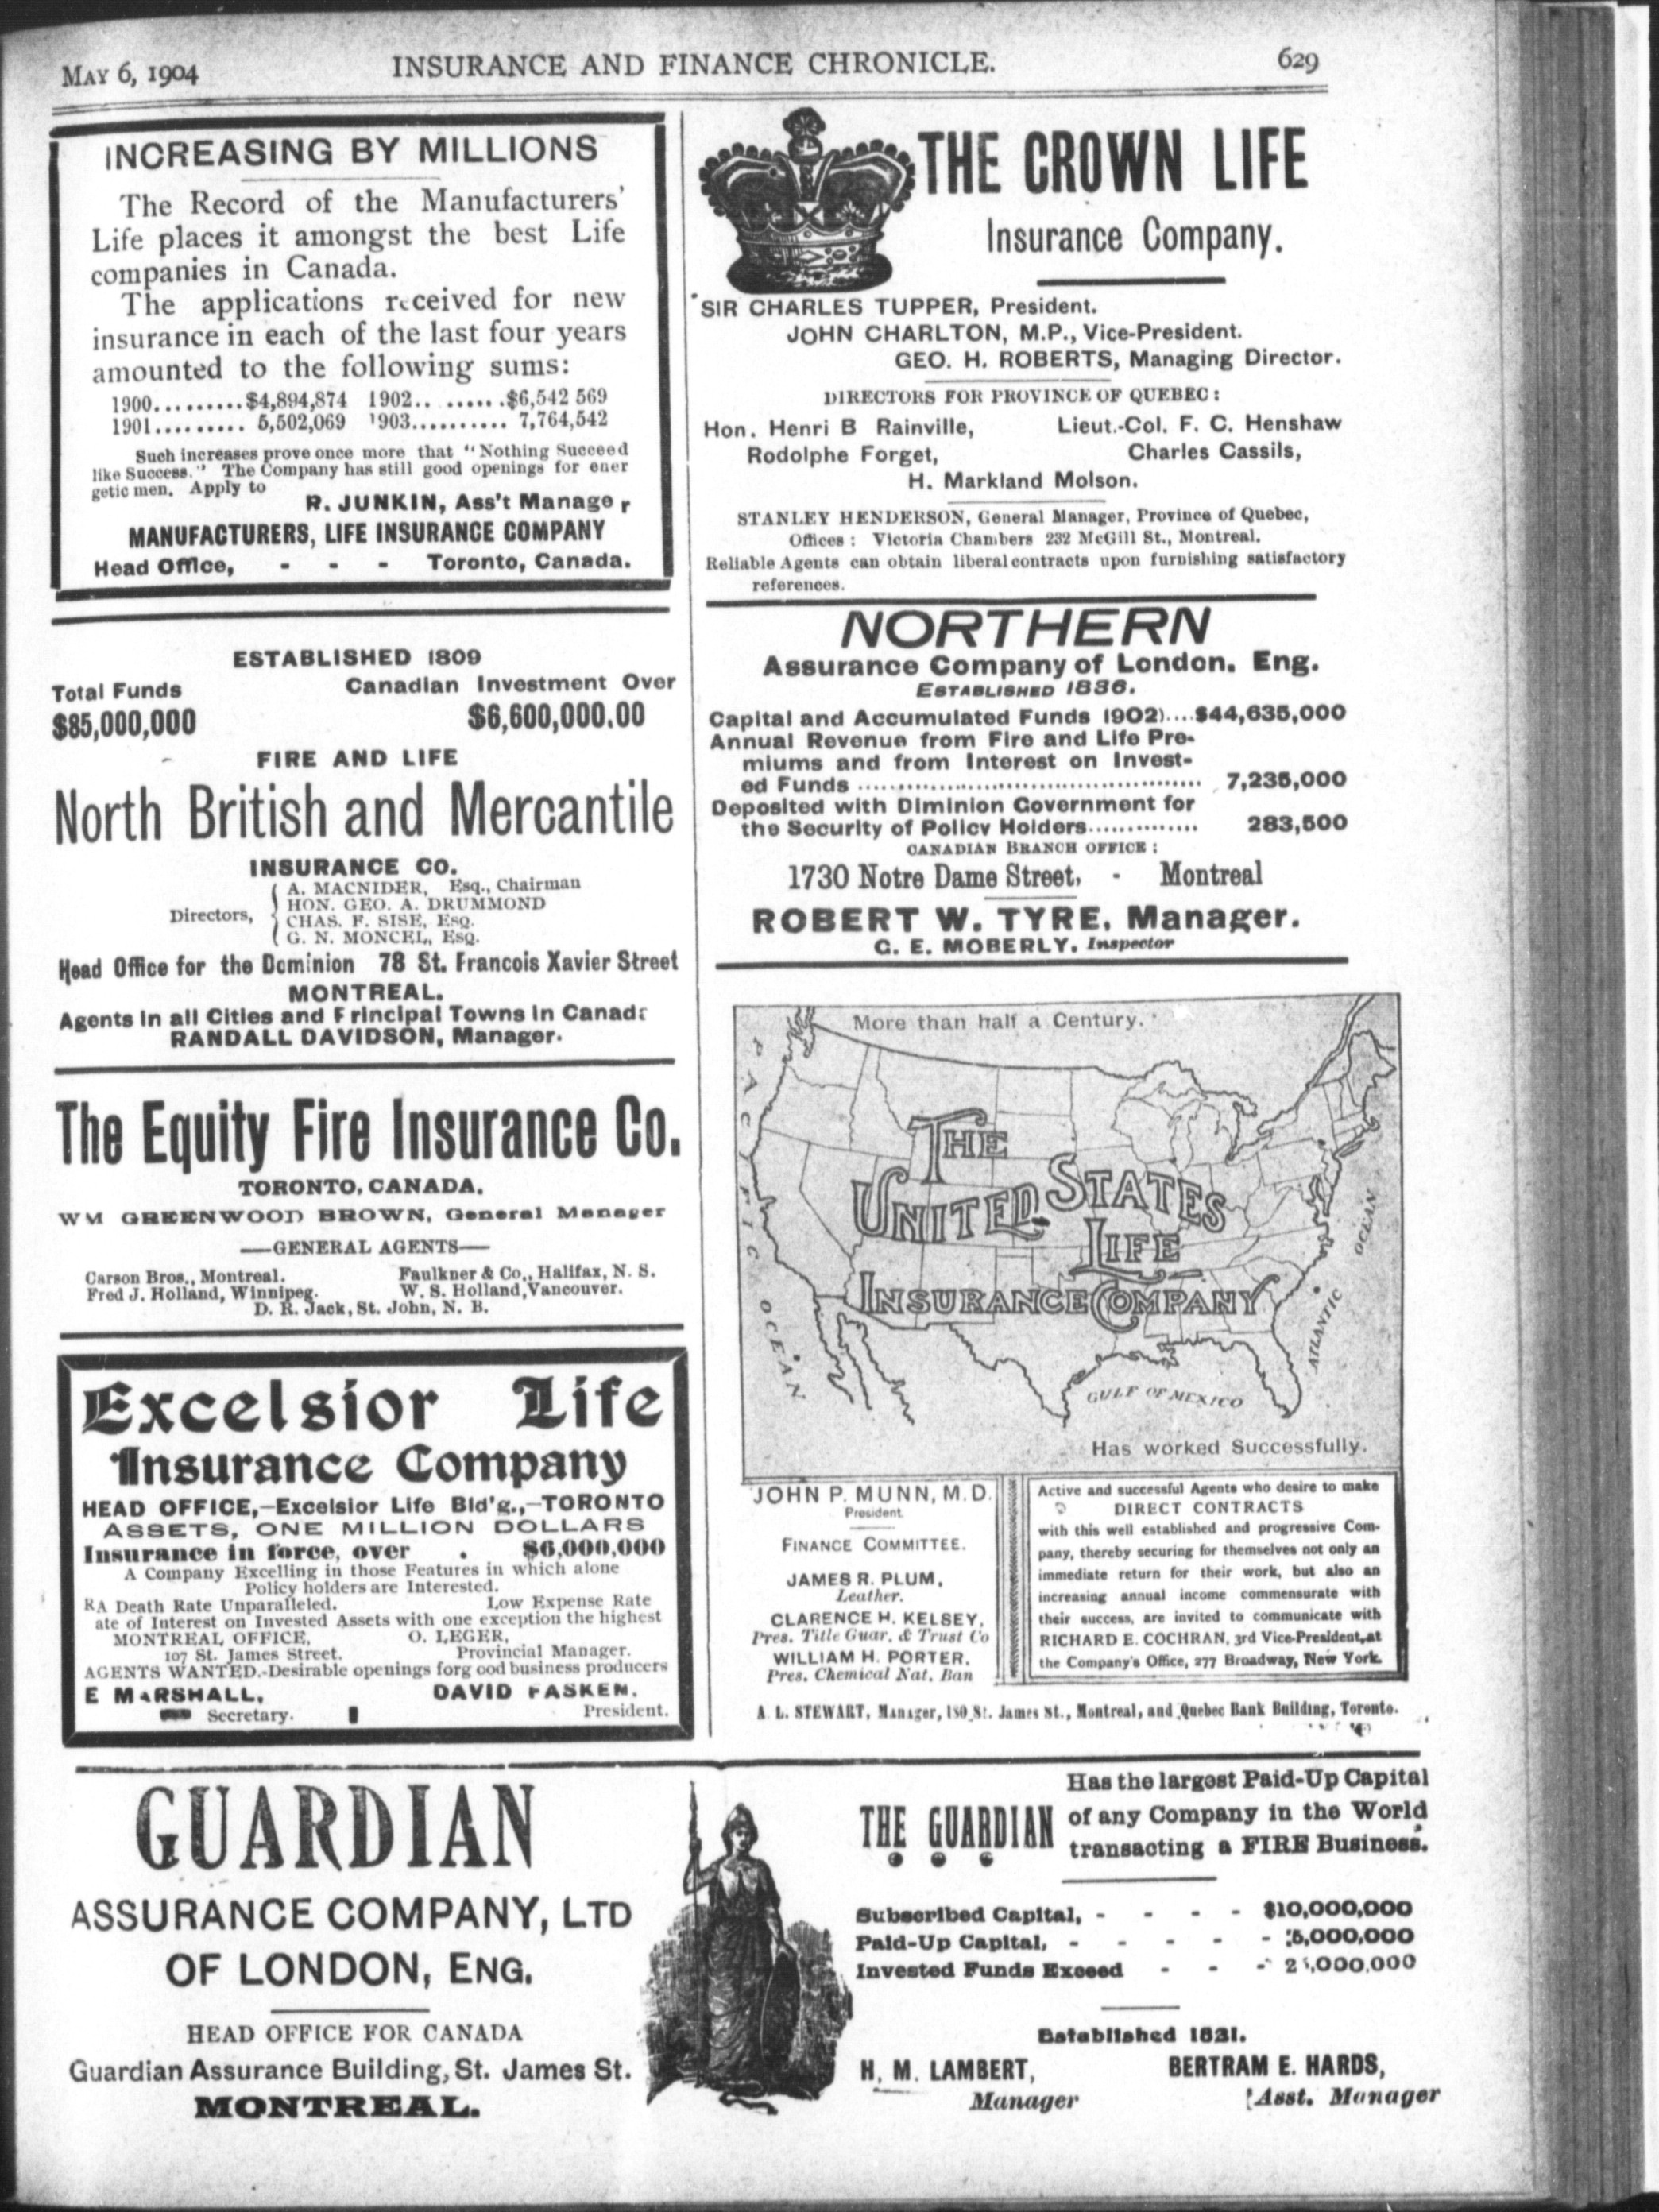 MAY 6, 1904
INSURANCE AND FINANCE CHRONICLE.
629
INCREASING BY MILLIONS
The Record of the Manufacturers'
Life places it amongst the best Life
companies in Canada.
The applications received for new
insurance in each of the last four years
amounted to the following sums:
1900.........$4,894,874 1902.. ......$6,542 569
1901......... 5,502,069 1903.......... 7,764,542
Such increases prove once more that "Nothing Succeed
like Success." The Company has still good openings for ener
getic men. Apply to
R. JUNKIN, Ass't Manage r
MANUFACTURERS, LIFE INSURANCE COMPANY
Head Office, - - - Toronto, Canada.
ESTABLISHED 1809
Total Funds Canadian Investment Over
$85,000,000 $6,600,000.00
FIRE AND LIFE
North British and Mercantile
INSURANCE CO.
Directors,
A. MACNIDER, Esq., Chairman
HON. GEO. A. DRUMMOND
CHAS. F. SISE, ESQ.
G. N. MONCEL, ESQ.
Head Office for the Dominion 78 St. Francois Xavier Street
MONTREAL.
Agents in all Cities and Principal Towns in Canada
RANDALL DAVIDSON, Manager.
The Equity Fire Insurance Co.
TORONTO, CANADA.
WM GREENWOOD BROWN, General Manager
—GENERAL AGENTS—
Carson Bros., Montreal. Faulkner & Co., Halifax, N. S.
Fred J. Holland, Winnipeg. W. S. Holland, Vancouver.
D. R. Jack, St. John, N. B.
Excelsior Life
Insurance Company
HEAD OFFICE,—Excelsior Life Bld'g.,—TORONTO
ASSETS, ONE MILLION DOLLARS
Insurance in force, over . $6,000,000
A Company Excelling in those Features in which alone
Policy holders are Interested.
RA Death Rate Unparalleled. Low Expense Rate
ate of Interest on Invested Assets with one exception the highest
MONTREAL OFFICE, O. LEGER,
107 St. James Street. Provincial Manager.
AGENTS WANTED.-Desirable openings forg ood business producers
E MARSHALL, DAVID FASKEN,
Secretary. President.
THE CROWN LIFE
Insurance Company.
SIR CHARLES TUPPER, President.
JOHN CHARLTON, M.P., Vice-President.
GEO. H. ROBERTS, Managing Director.
DIRECTORS FOR PROVINCE OF QUEBEC:
Hon. Henri B Rainville, Lieut.-Col. F. C. Henshaw
Rodolphe Forget, Charles Cassils,
H. Markland Molson.
STANLEY HENDERSON, General Manager, Province of Quebec,
Offices: Victoria Chambers 232 McGill St., Montreal.
Reliable Agents can obtain liberal contracts upon furnishing satisfactory
references.
NORTHERN
Assurance Company of London. Eng.
ESTABLISHED 1836.
Capital and Accumulated Funds 1902)....$44,635,000
Annual Revenue from Fire and Life Pre-
miums and from Interest on Invest-
ed Funds ........................................ 7,235,000
Deposited with Diminion Government for
the Security of Policy Holders.............. 283,500
CANADIAN BRANCH OFFICE:
1730 Notre Dame Street, - Montreal
ROBERT W. TYRE, Manager.
G. E. MOBERLY, Inspector
More than half a Century.
PACIFIC OCEAN
THE
UNITED STATES
LIFE
INSURANCE COMPANY
ATLANTIC OCEAN
GULF OF MEXICO
Has worked Successfully.
JOHN P. MUNN, M.D.
President.
FINANCE COMMITTEE.
JAMES R. PLUM,
Leather.
CLARENCE H. KELSEY,
Pres. Title Guar. & Trust Co
WILLIAM H. PORTER,
Pres. Chemical Nat. Ban
Active and successful Agents who desire to make
DIRECT CONTRACTS
with this well established and progressive Com-
pany, thereby securing for themselves not only an
immediate return for their work, but also an
increasing annual income commensurate with
their success, are invited to communicate with
RICHARD E. COCHRAN, 3rd Vice-President, at
the Company's Office, 277 Broadway, New York.
A. L. STEWART, Manager, 180 St. James St., Montreal, and Quebec Bank Building, Toronto.
GUARDIAN
ASSURANCE COMPANY, LTD
OF LONDON, ENG.
HEAD OFFICE FOR CANADA
Guardian Assurance Building, St. James St.
MONTREAL.
THE GUARDIAN
Has the largest Paid-Up Capital
of any Company in the World
transacting a FIRE Business.
Subscribed Capital, - - - - $10,000,000
Paid-Up Capital, - - - - - 5,000,000
Invested Funds Exceed - - -
Established 1821.
H. M. LAMBERT, BERTRAM E. HARDS,
Manager Asst. Manager